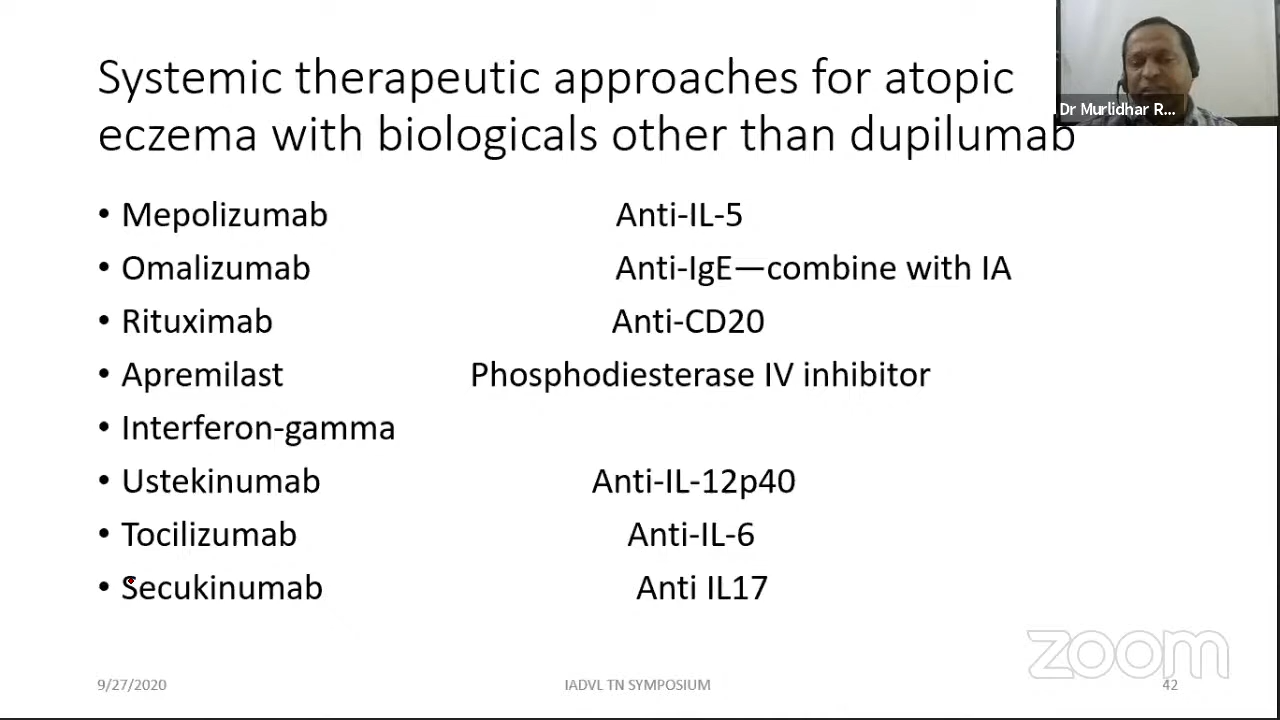 Systemic therapeutic approaches for atopic
eczema with biologicals other than dupilumab
Dr Murlidhar R...
• Mepolizumab Anti-IL-5
• Omalizumab Anti-IgE—combine with IA
• Rituximab Anti-CD20
• Apremilast Phosphodiesterase IV inhibitor
• Interferon-gamma
• Ustekinumab Anti-IL-12p40
• Tocilizumab Anti-IL-6
• Secukinumab Anti IL17
zoom
9/27/2020 IADVL TN SYMPOSIUM 42